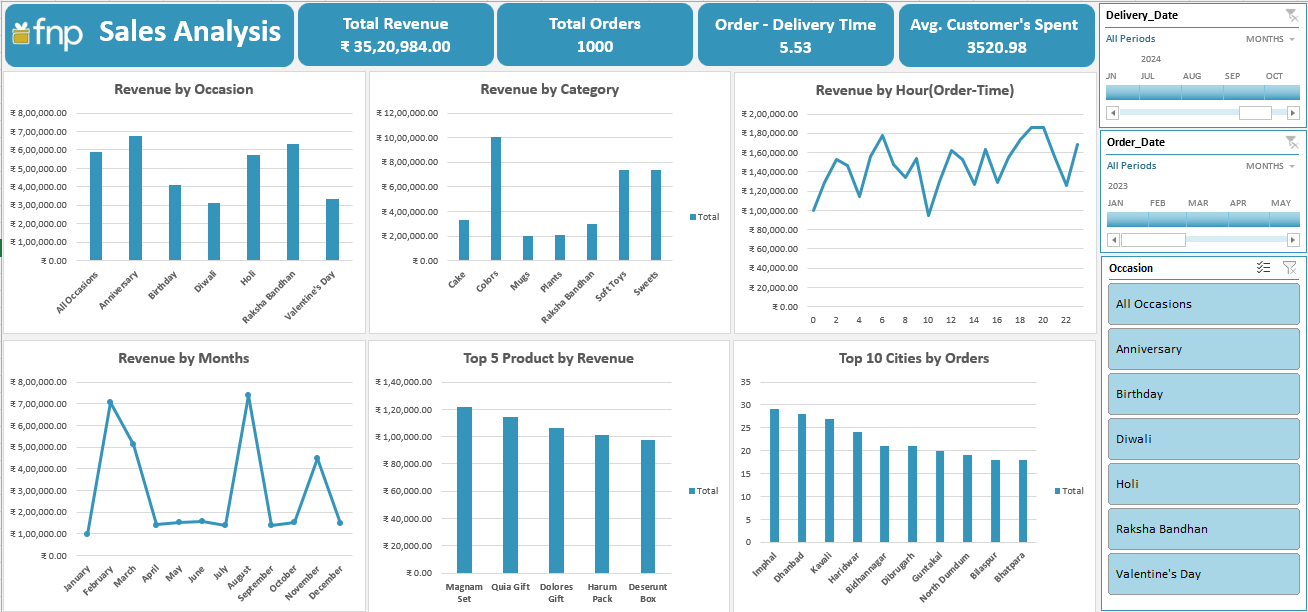 fnp Sales Analysis
Total Revenue
₹ 35,20,984.00
Total Orders
1000
Order - Delivery TIme
5.53
Avg. Customer's Spent
3520.98
Delivery_Date
All Periods
MONTHS
2024
JN JUL AUG SEP OCT
Order_Date
All Periods
MONTHS
2023
JAN FEB MAR APR MAY
Occasion
All Occasions
Anniversary
Birthday
Diwali
Holi
Raksha Bandhan
Valentine's Day
Revenue by Occasion
₹ 8,00,000.00
₹ 7,00,000.00
₹ 6,00,000.00
₹ 5,00,000.00
₹ 4,00,000.00
₹ 3,00,000.00
₹ 2,00,000.00
₹ 1,00,000.00
₹ 0.00
All Occasions
Anniversary
Birthday
Diwali
Holi
Raksha Bandhan
Valentine's Day
Revenue by Category
₹ 12,00,000.00
₹ 10,00,000.00
₹ 8,00,000.00
₹ 6,00,000.00
₹ 4,00,000.00
₹ 2,00,000.00
₹ 0.00
Cake
Colors
Mugs
Plants
Raksha Bandhan
Soft Toys
Sweets
Total
Revenue by Hour(Order-Time)
₹ 2,00,000.00
₹ 1,80,000.00
₹ 1,60,000.00
₹ 1,40,000.00
₹ 1,20,000.00
₹ 1,00,000.00
₹ 80,000.00
₹ 60,000.00
₹ 40,000.00
₹ 20,000.00
₹ 0.00
0 2 4 6 8 10 12 14 16 18 20 22
Revenue by Months
₹ 8,00,000.00
₹ 7,00,000.00
₹ 6,00,000.00
₹ 5,00,000.00
₹ 4,00,000.00
₹ 3,00,000.00
₹ 2,00,000.00
₹ 1,00,000.00
₹ 0.00
January
February
March
April
May
June
July
August
September
October
November
December
Top 5 Product by Revenue
₹ 1,40,000.00
₹ 1,20,000.00
₹ 1,00,000.00
₹ 80,000.00
₹ 60,000.00
₹ 40,000.00
₹ 20,000.00
₹ 0.00
Magnam Set
Quia Gift
Dolores Gift
Harum Pack
Deserunt Box
Total
Top 10 Cities by Orders
35
30
25
20
15
10
5
0
Imphal
Dhanbad
Kavali
Haridwar
Bidhannagar
Dibrugarh
Guntakal
North Dumdum
Bilaspur
Bhatpara
Total